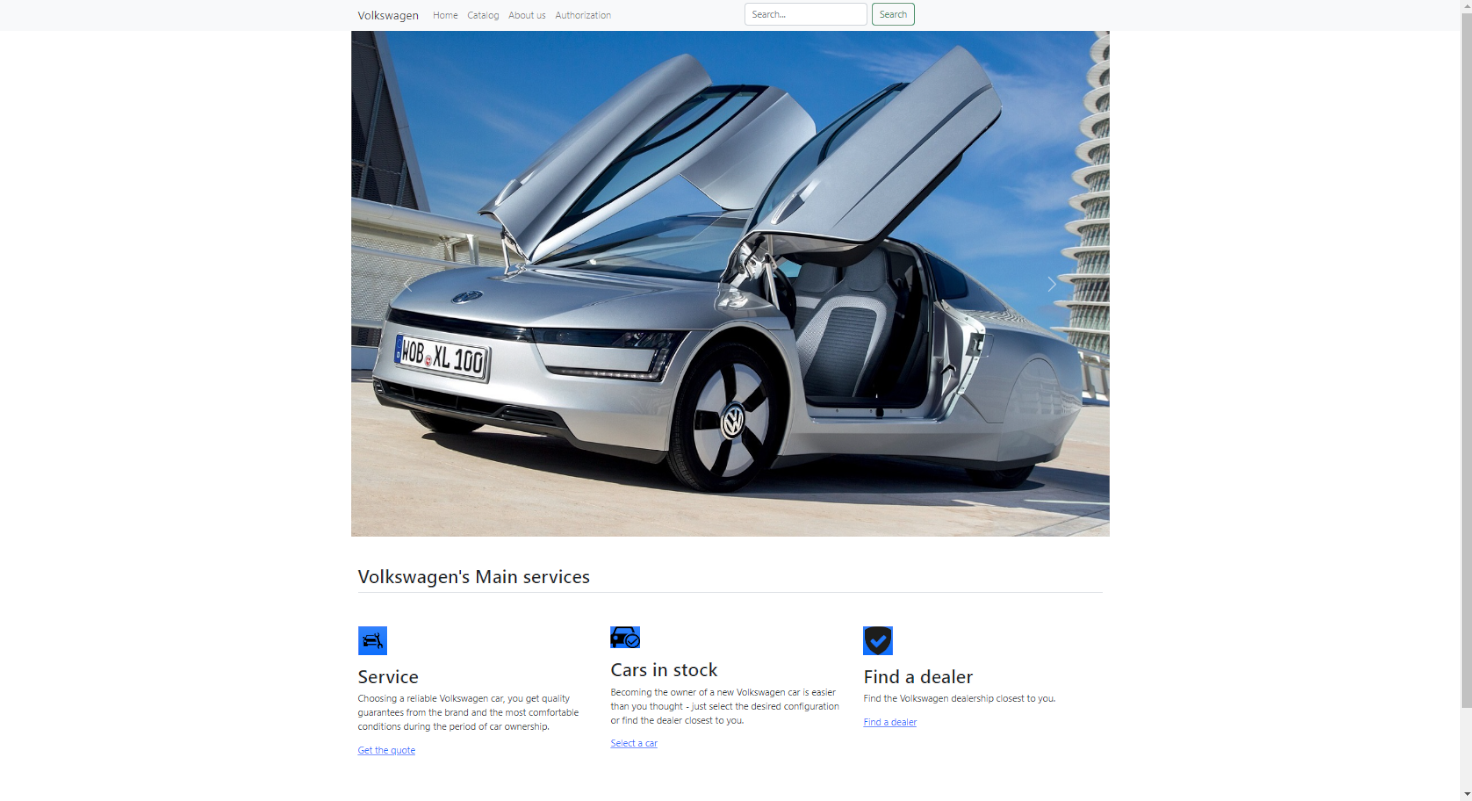 Volkswagen Home Catalog About us Authorization Search... Search
WOB XL 100
Volkswagen's Main services
Service
Choosing a reliable Volkswagen car, you get quality
guarantees from the brand and the most comfortable
conditions during the period of car ownership.
Get the quote
Cars in stock
Becoming the owner of a new Volkswagen car is easier
than you thought - just select the desired configuration
or find the dealer closest to you.
Select a car
Find a dealer
Find the Volkswagen dealership closest to you.
Find a dealer